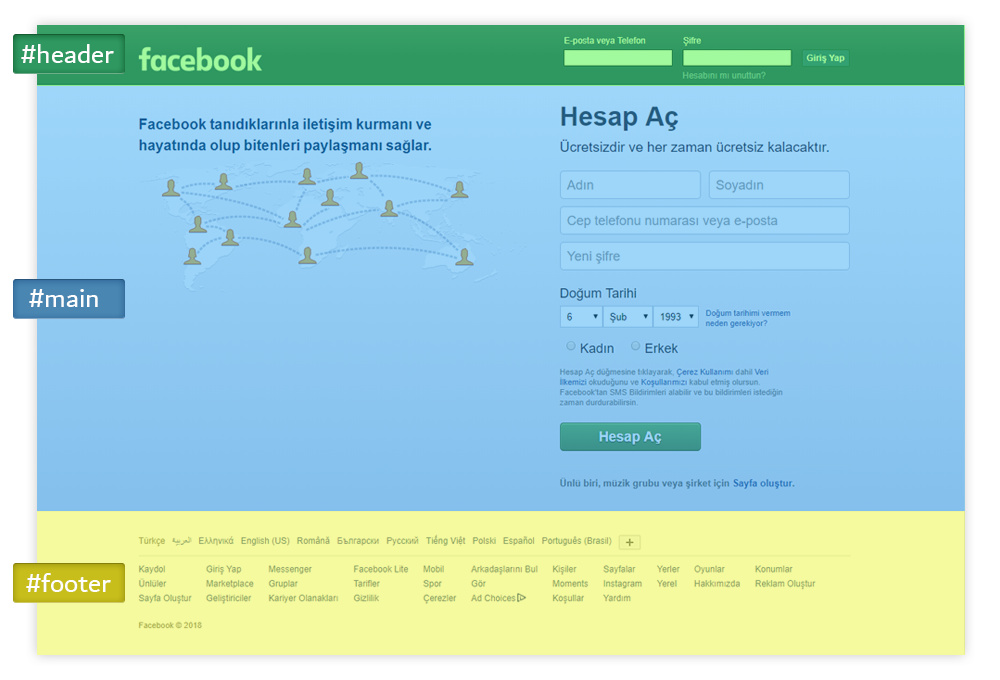 #header
facebook
E-posta veya Telefon
Şifre
Giriş Yap
Hesabını mı unuttun?
Facebook tanıdıklarınla iletişim kurmanı ve
hayatında olup bitenleri paylaşmanı sağlar.
#main
Hesap Aç
Ücretsizdir ve her zaman ücretsiz kalacaktır.
Adın Soyadın
Cep telefonu numarası veya e-posta
Yeni şifre
Doğum Tarihi
6 Şub 1993
Doğum tarihimi vermem
neden gerekiyor?
Kadın Erkek
Hesap Aç düğmesine tıklayarak, Çerez Kullanımı dahil Veri
İlkemizi okuduğunu ve Koşullarımızı kabul etmiş olursun.
Facebook'tan SMS Bildirimleri alabilir ve bu bildirimleri istediğin
zaman durdurabilirsin.
Hesap Aç
Ünlü biri, müzik grubu veya şirket için Sayfa oluştur.
#footer
Türkçe العربية Ελληνικά English (US) Română Български Русский Tiếng Việt Polski Español Português (Brasil) +
Kaydol Giriş Yap Messenger Facebook Lite Mobil Arkadaşlarını Bul Kişiler Sayfalar Yerler Oyunlar Konumlar
Ünlüler Marketplace Gruplar Tarifler Spor Gör Moments Instagram Yerel Hakkımızda Reklam Oluştur
Sayfa Oluştur Geliştiriciler Kariyer Olanakları Gizlilik Çerezler Ad Choices Koşullar Yardım
Facebook © 2018